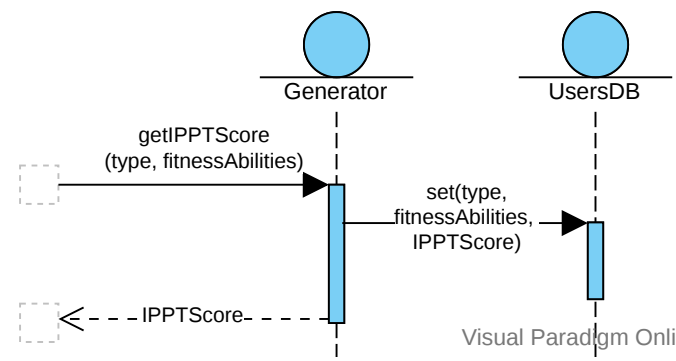 Generator
UsersDB
getIPPTScore
(type, fitnessAbilities)
set(type,
fitnessAbilities,
IPPTScore)
IPPTScore
Visual Paradigm Onli